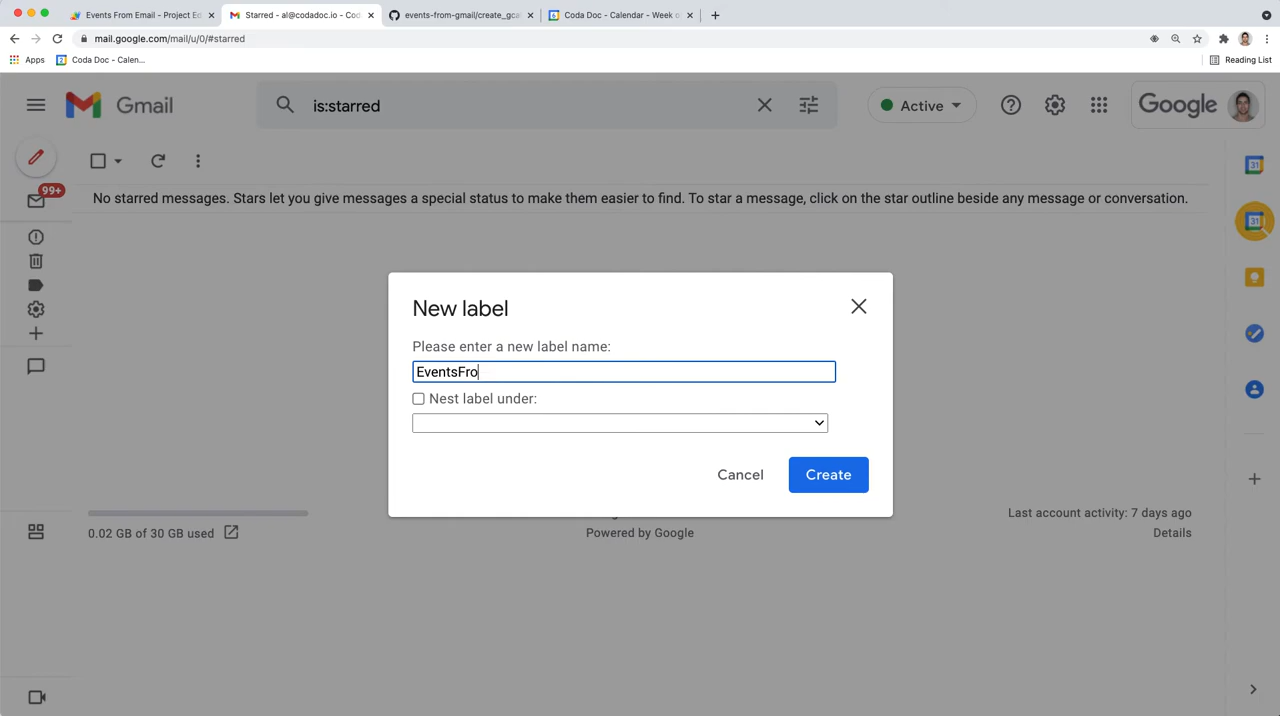 Events From Email - Project Ed
Starred - al@codadoc.io - Cod
events-from-gmail/create_gca
Coda Doc - Calendar - Week o
mail.google.com/mail/u/0/#starred
Apps
Coda Doc - Calen...
Reading List
Gmail
is:starred
Active
Google
99+
No starred messages. Stars let you give messages a special status to make them easier to find. To star a message, click on the star outline beside any message or conversation.
New label
Please enter a new label name:
EventsFro
Nest label under:
Cancel
Create
0.02 GB of 30 GB used
Powered by Google
Last account activity: 7 days ago
Details